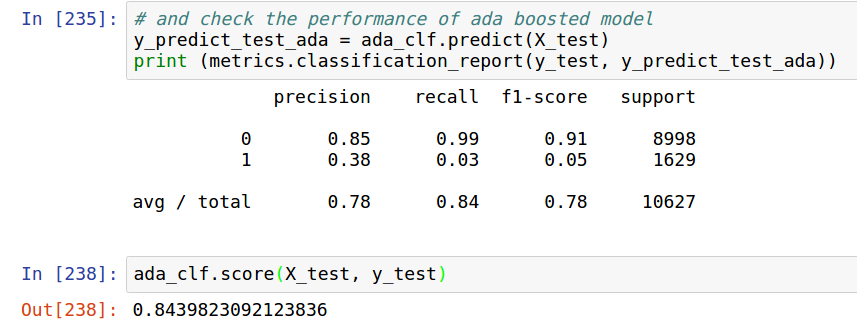 In [235]: # and check the performance of ada boosted model
y_predict_test_ada = ada_clf.predict(X_test)
print (metrics.classification_report(y_test, y_predict_test_ada))
precision recall f1-score support
0 0.85 0.99 0.91 8998
1 0.38 0.03 0.05 1629
avg / total 0.78 0.84 0.78 10627
In [238]: ada_clf.score(X_test, y_test)
Out[238]: 0.8439823092123836